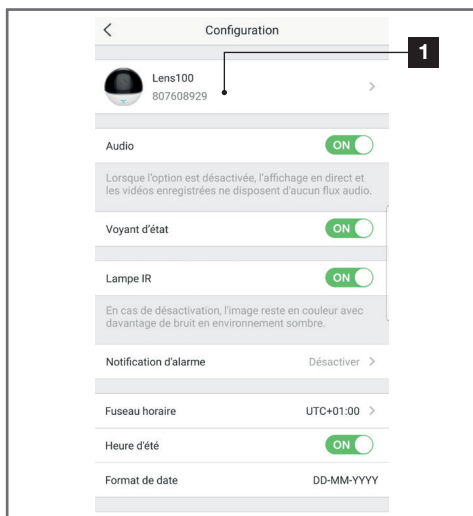 Configuration
1
Lens100
807608929
Audio
ON
Lorsque l'option est désactivée, l'affichage en direct et
les vidéos enregistrées ne disposent d'aucun flux audio.
Voyant d'état
ON
Lampe IR
ON
En cas de désactivation, l'image reste en couleur avec
davantage de bruit en environnement sombre.
Notification d'alarme
Désactiver
Fuseau horaire
UTC+01:00
Heure d'été
ON
Format de date
DD-MM-YYYY